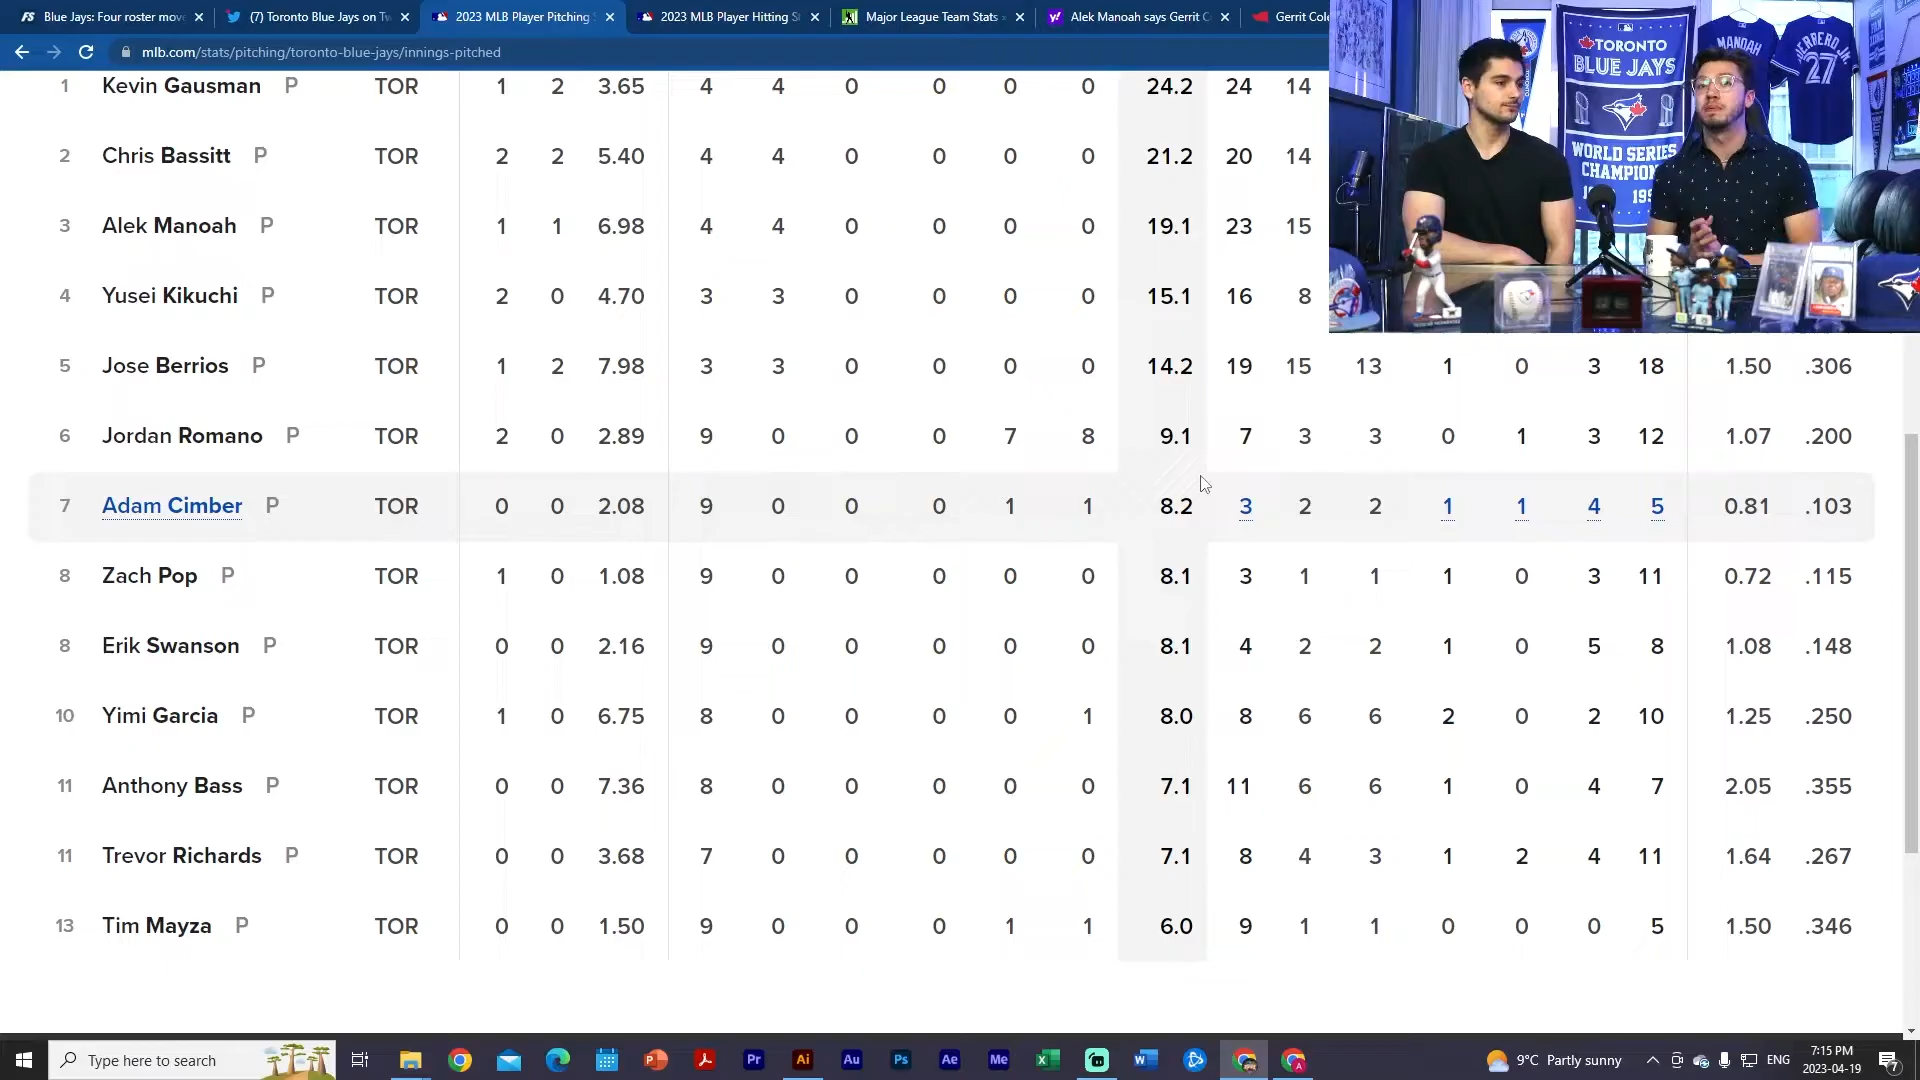 Blue Jays: Four roster mov
(7) Toronto Blue Jays on Tw
2023 MLB Player Pitching
2023 MLB Player Hitting S
Major League Team Stats
Alek Manoah says Gerrit C
Gerrit Cole
mlb.com/stats/pitching/toronto-blue-jays/innings-pitched
MANOAH
GUERRERO JR.
27
TORONTO
BLUE JAYS
WORLD SERIES
CHAMPION
1 Kevin Gausman P TOR 1 2 3.65 4 4 0 0 0 0 24.2 24 14
2 Chris Bassitt P TOR 2 2 5.40 4 4 0 0 0 0 21.2 20 14
3 Alek Manoah P TOR 1 1 6.98 4 4 0 0 0 0 19.1 23 15
4 Yusei Kikuchi P TOR 2 0 4.70 3 3 0 0 0 0 15.1 16 8
5 Jose Berrios P TOR 1 2 7.98 3 3 0 0 0 0 14.2 19 15 13 1 0 3 18 1.50 .306
6 Jordan Romano P TOR 2 0 2.89 9 0 0 0 7 8 9.1 7 3 3 0 1 3 12 1.07 .200
7 Adam Cimber P TOR 0 0 2.08 9 0 0 0 1 1 8.2 3 2 2 1 1 4 5 0.81 .103
8 Zach Pop P TOR 1 0 1.08 9 0 0 0 0 0 8.1 3 1 1 1 0 3 11 0.72 .115
8 Erik Swanson P TOR 0 0 2.16 9 0 0 0 0 0 8.1 4 2 2 1 0 5 8 1.08 .148
10 Yimi Garcia P TOR 1 0 6.75 8 0 0 0 0 1 8.0 8 6 6 2 0 2 10 1.25 .250
11 Anthony Bass P TOR 0 0 7.36 8 0 0 0 0 0 7.1 11 6 6 1 0 4 7 2.05 .355
11 Trevor Richards P TOR 0 0 3.68 7 0 0 0 0 0 7.1 8 4 3 1 2 4 11 1.64 .267
13 Tim Mayza P TOR 0 0 1.50 9 0 0 0 1 1 6.0 9 1 1 0 0 0 5 1.50 .346
Type here to search
Pr
Ai
Au
Ps
Ae
Me
9°C Partly sunny
ENG
7:15 PM
2023-04-19
7